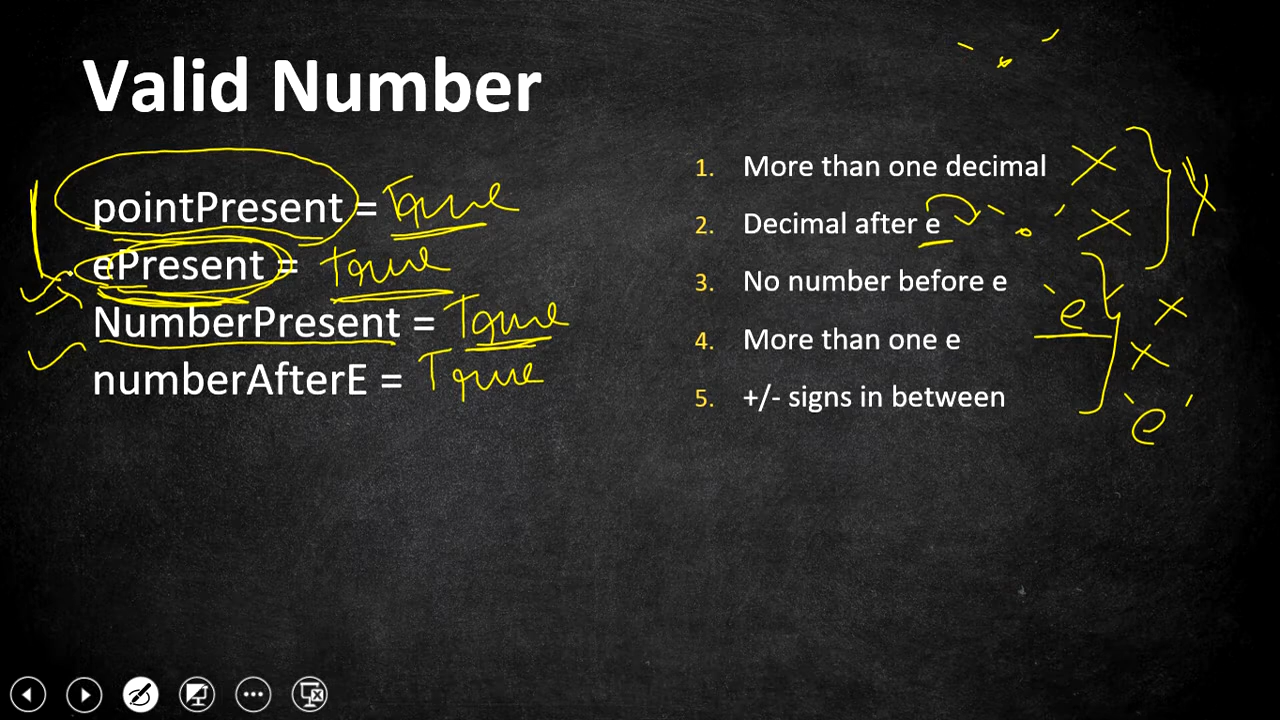 Valid Number
pointPresent = True
ePresent = true
NumberPresent = True
numberAfterE = True
1. More than one decimal
2. Decimal after e '.'
3. No number before e
4. More than one e
5. +/- signs in between
'.'
'e'
'e'